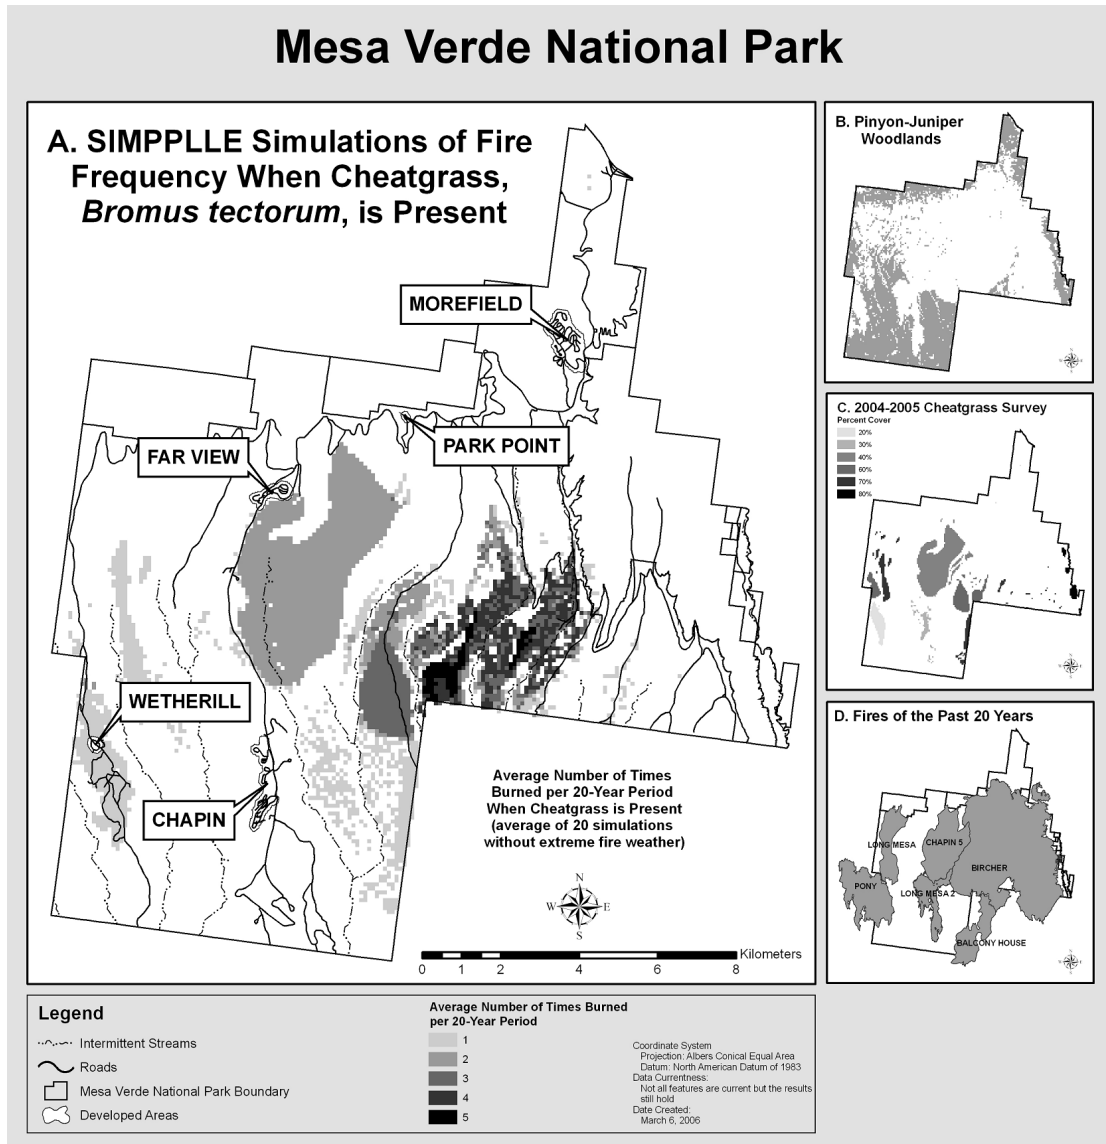 Mesa Verde National Park
A. SIMPPLLE Simulations of Fire
Frequency When Cheatgrass,
Bromus tectorum, is Present
MOREFIELD
PARK POINT
FAR VIEW
WETHERILL
CHAPIN
Average Number of Times
Burned per 20-Year Period
When Cheatgrass is Present
(average of 20 simulations
without extreme fire weather)
N
W E
S
Kilometers
0 1 2 4 6 8
B. Pinyon-Juniper
Woodlands
C. 2004-2005 Cheatgrass Survey
Percent Cover
20%
30%
40%
60%
70%
80%
D. Fires of the Past 20 Years
LONG MESA
CHAPIN 5
BIRCHER
PONY
LONG MESA 2
BALCONY HOUSE
Legend
Intermittent Streams
Roads
Mesa Verde National Park Boundary
Developed Areas
Average Number of Times Burned
per 20-Year Period
1
2
3
4
5
Coordinate System
Projection: Albers Conical Equal Area
Datum: North American Datum of 1983
Data Currentness:
Not all features are current but the results
still hold
Date Created:
March 6, 2006